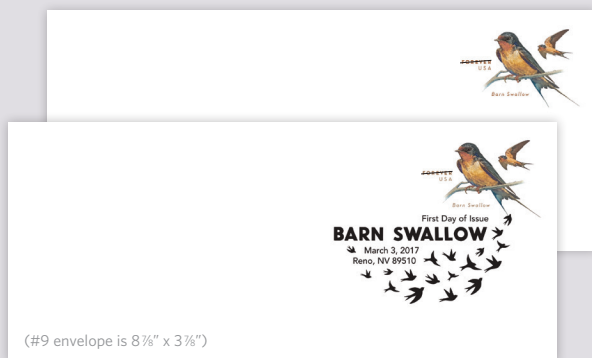 FOREVER
USA
Barn Swallow
FOREVER
USA
Barn Swallow
First Day of Issue
BARN SWALLOW
March 3, 2017
Reno, NV 89510
(#9 envelope is 8⅞” x 3⅞”)